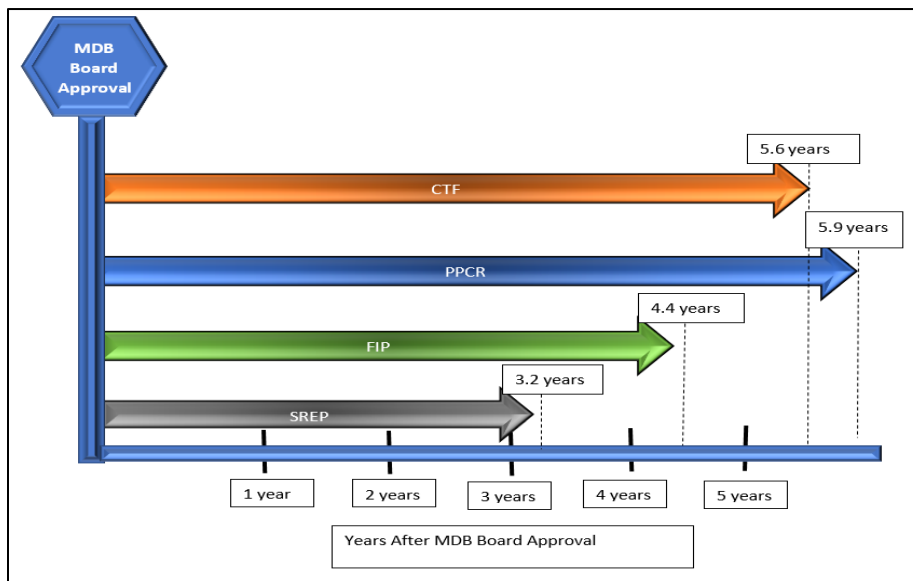 MDB
Board
Approval
5.6 years
CTF
5.9 years
PPCR
4.4 years
FIP
3.2 years
SREP
1 year
2 years
3 years
4 years
5 years
Years After MDB Board Approval